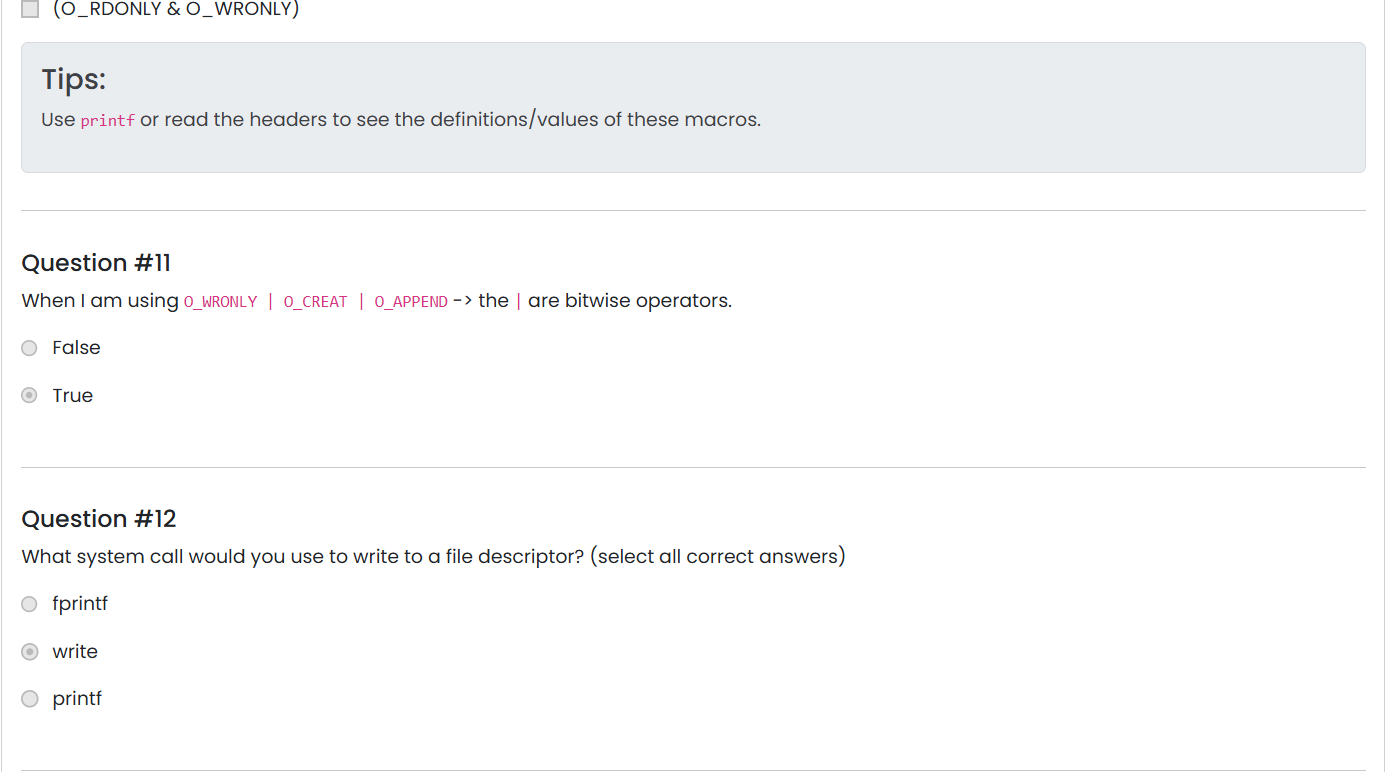 (O_RDONLY & O_WRONLY)
Tips:
Use printf or read the headers to see the definitions/values of these macros.
Question #11
When I am using O_WRONLY | O_CREAT | O_APPEND -> the | are bitwise operators.
False
True
Question #12
What system call would you use to write to a file descriptor? (select all correct answers)
fprintf
write
printf